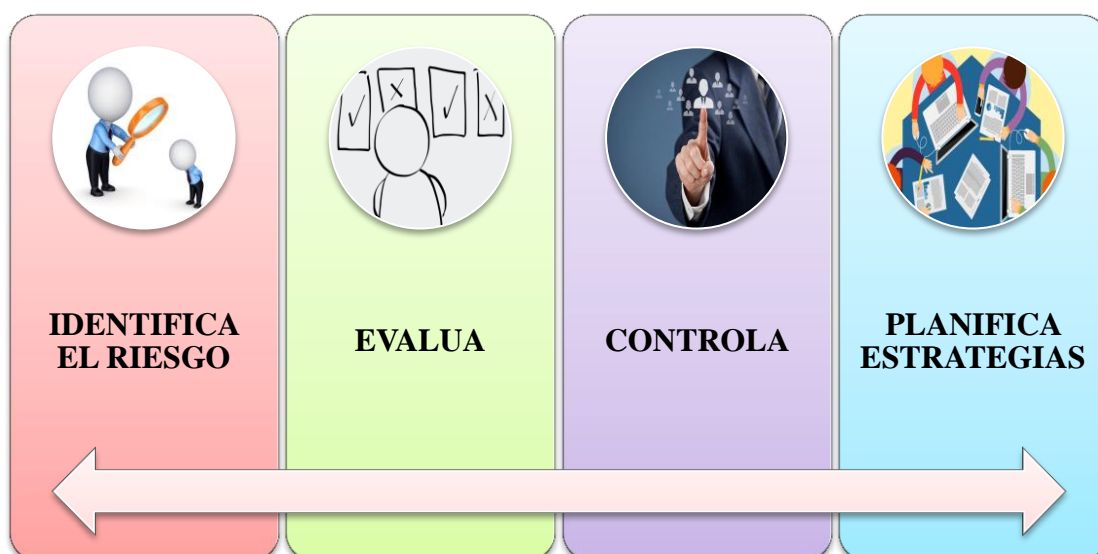 IDENTIFICA
EL RIESGO
EVALUA
CONTROLA
PLANIFICA
ESTRATEGIAS